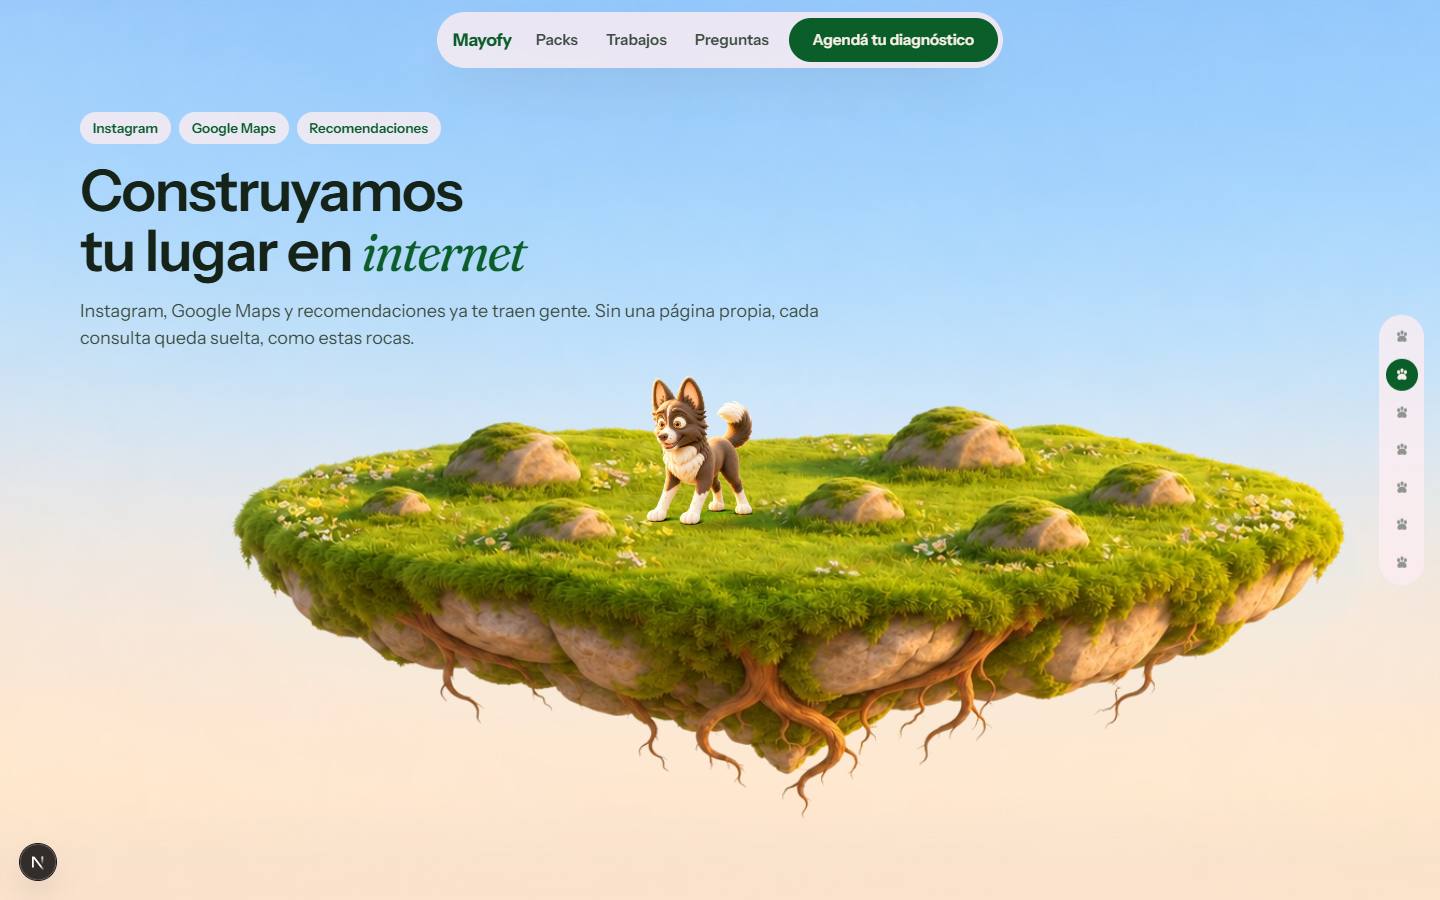 Mayofy Packs Trabajos Preguntas Agendá tu diagnóstico
Instagram Google Maps Recomendaciones
Construyamos
tu lugar en internet
Instagram, Google Maps y recomendaciones ya te traen gente. Sin una página propia, cada
consulta queda suelta, como estas rocas.
N